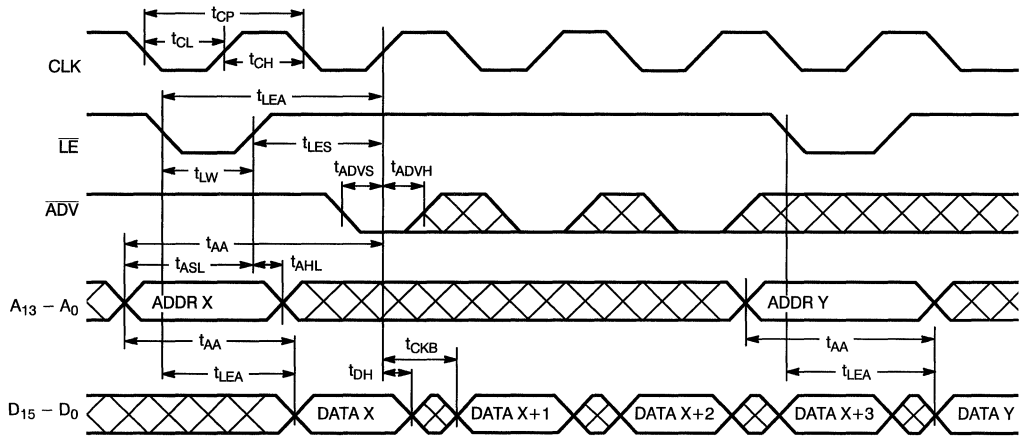 tCP
tCL
tCH
CLK
tLEA
LE
tLES
tLW
tADVS
tADVH
ADV
tAA
tASL
tAHL
A13 – A0
ADDR X
ADDR Y
tAA
tCKB
tAA
tLEA
tDH
tLEA
D15 – D0
DATA X
DATA X+1
DATA X+2
DATA X+3
DATA Y